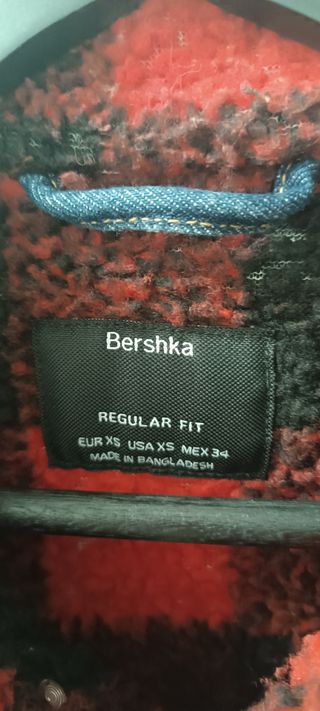 Bershka
REGULAR FIT
EUR XS USA XS MEX 34
MADE IN BANGLADESH